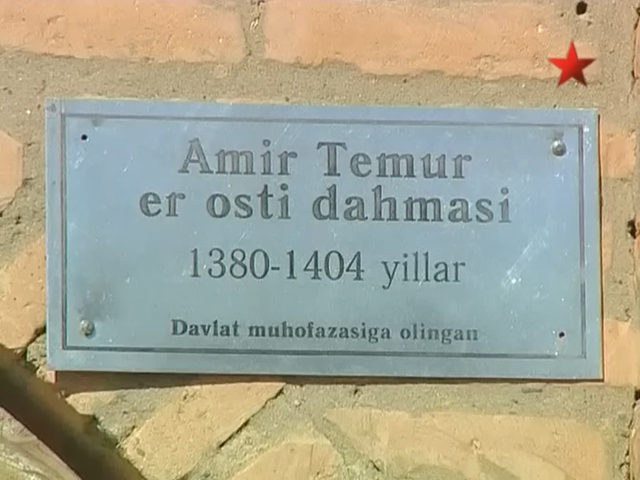 Amir Temur
er osti dahmasi
1380-1404 yillar
Davlat muhofazasiga olingan